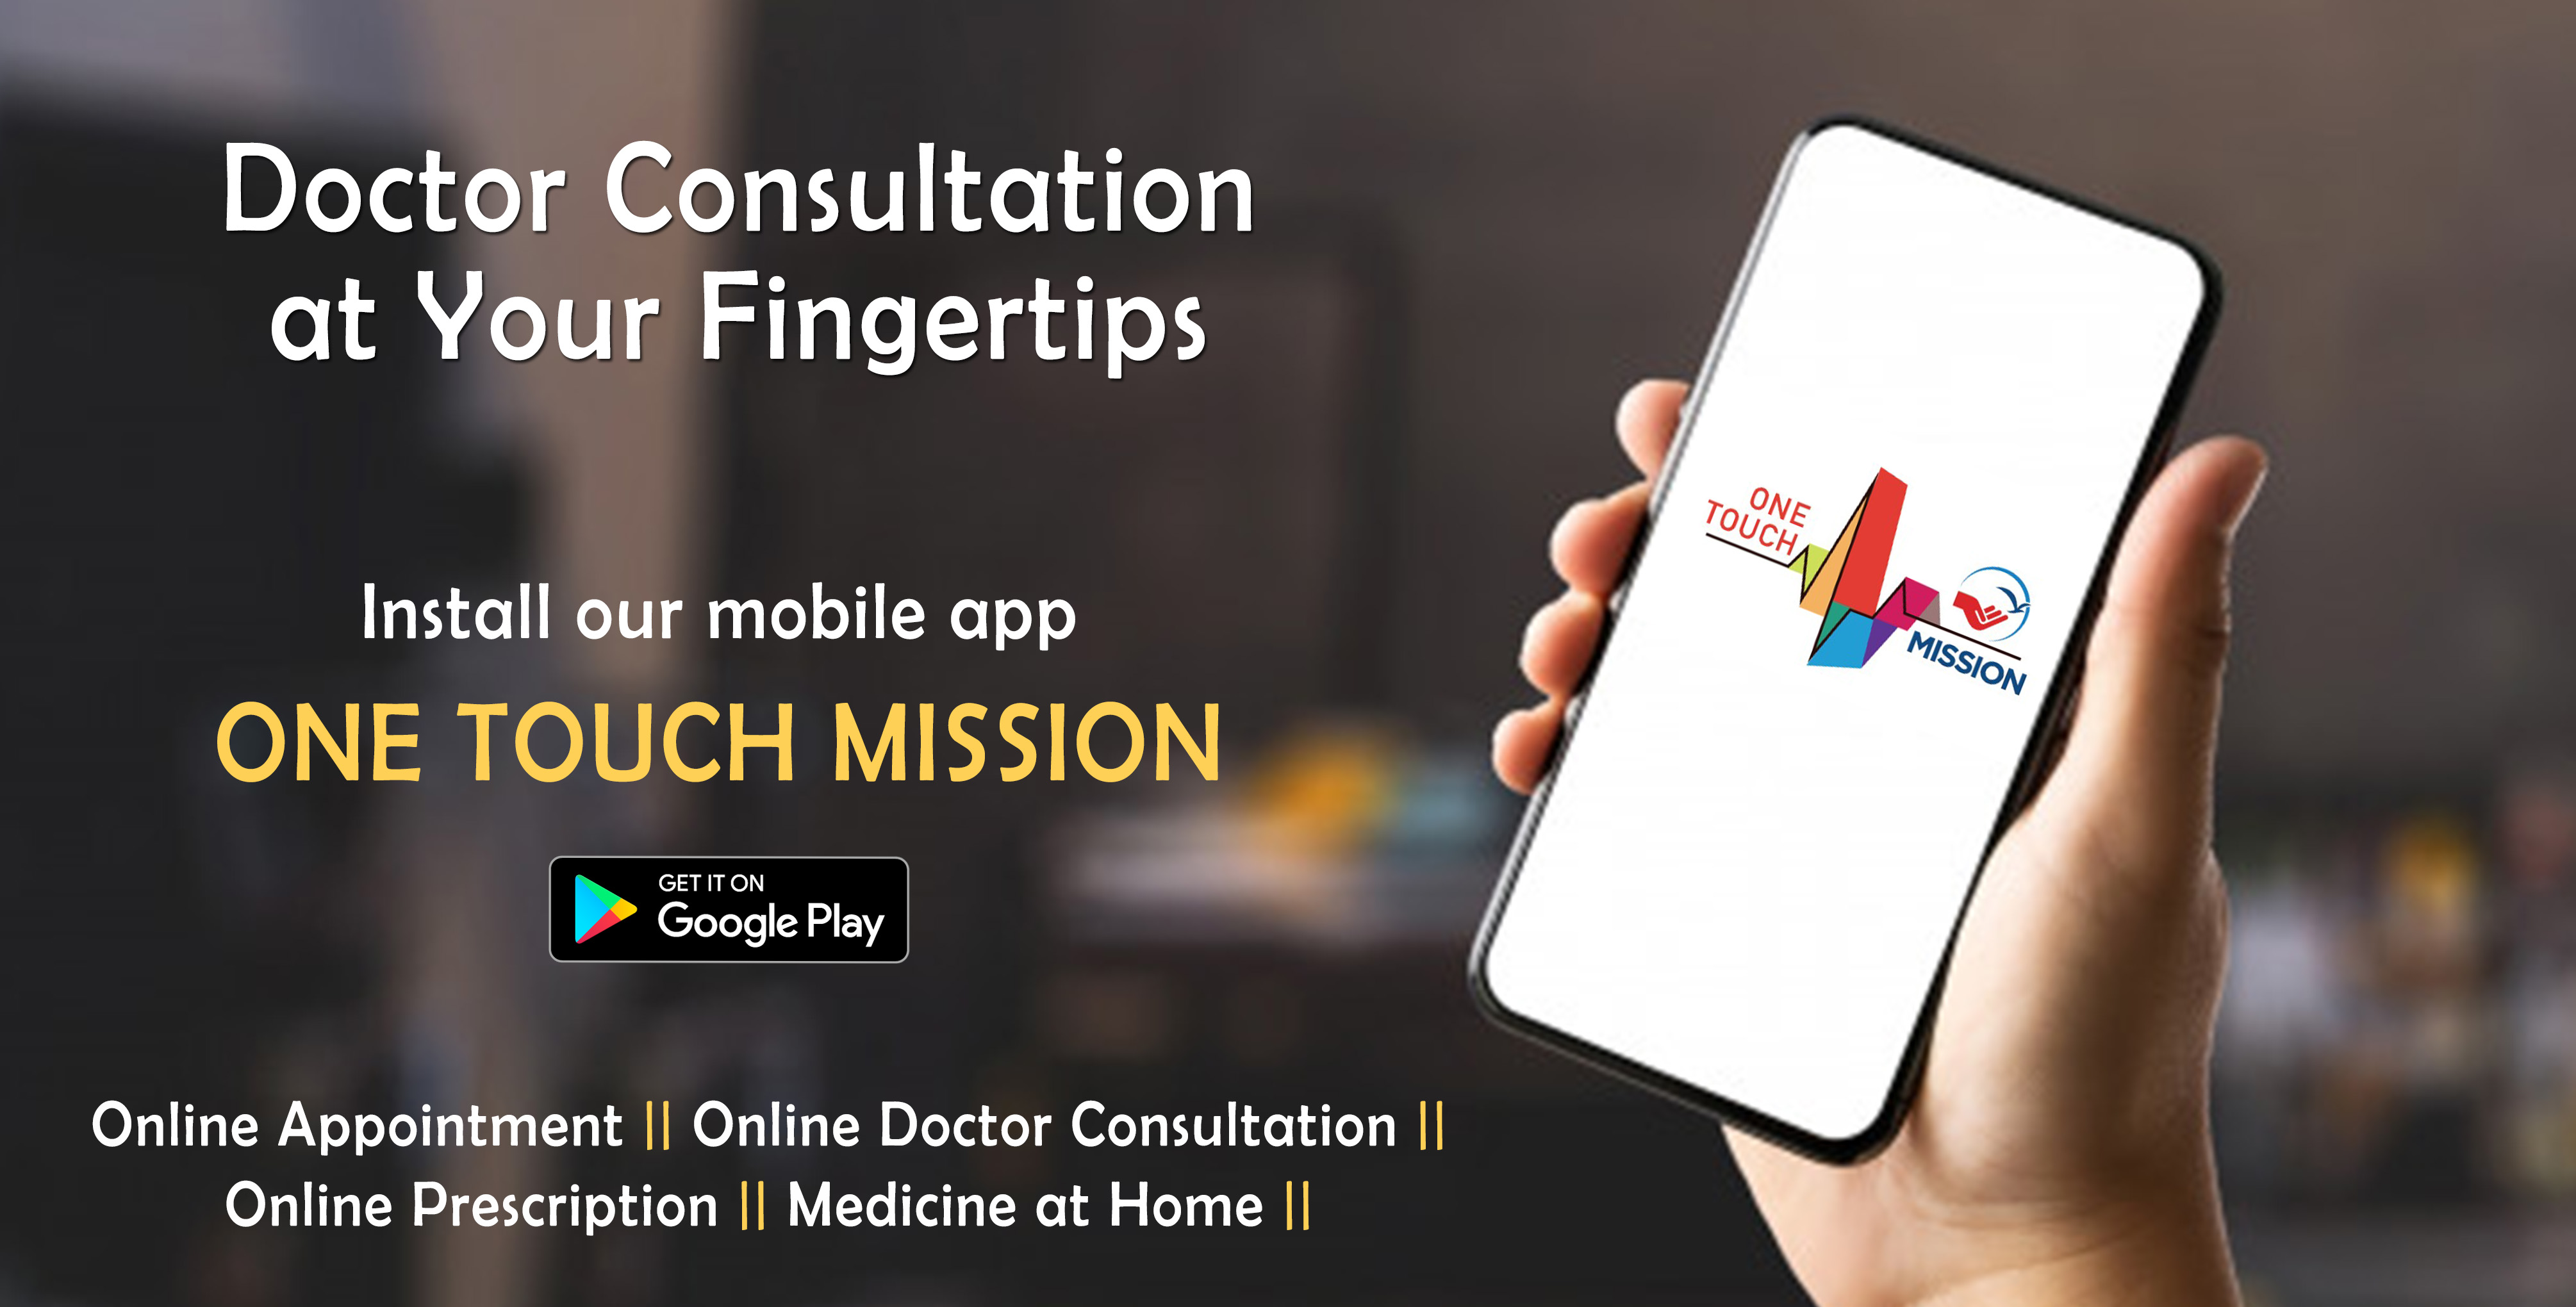 Doctor Consultation
at Your Fingertips
Install our mobile app
ONE TOUCH MISSION
GET IT ON
Google Play
Online Appointment || Online Doctor Consultation ||
Online Prescription || Medicine at Home ||
ONE
TOUCH
MISSION